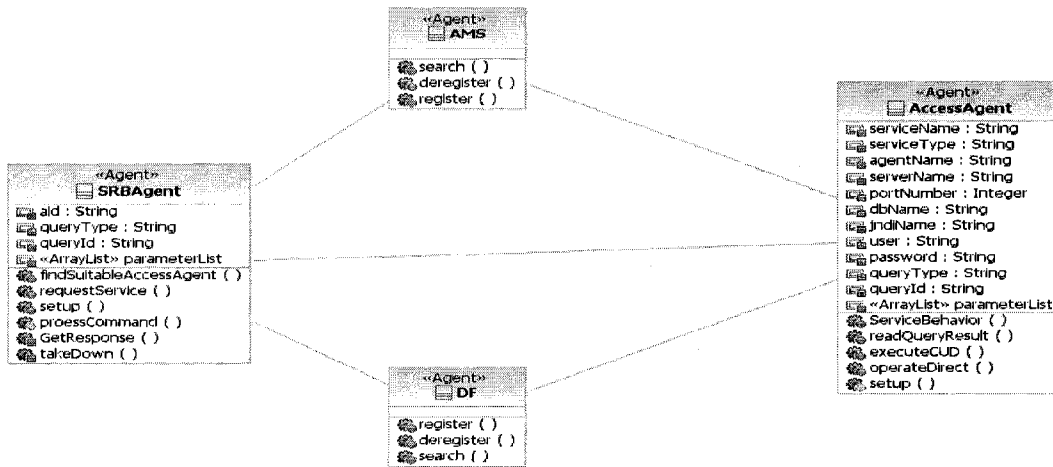 «Agent»
AMS
search ( )
deregister ( )
register ( )
«Agent»
SRBAgent
aId : String
queryType : String
queryId : String
«ArrayList» parameterList
findSuitableAccessAgent ( )
requestService ( )
setup ( )
proessCommand ( )
GetResponse ( )
takeDown ( )
«Agent»
DF
register ( )
deregister ( )
search ( )
«Agent»
AccessAgent
serviceName : String
serviceType : String
agentName : String
serverName : String
portNumber : Integer
dbName : String
jndiName : String
user : String
password : String
queryType : String
queryId : String
«ArrayList» parameterList
ServiceBehavior ( )
readQueryResult ( )
executeCUD ( )
operateDirect ( )
setup ( )